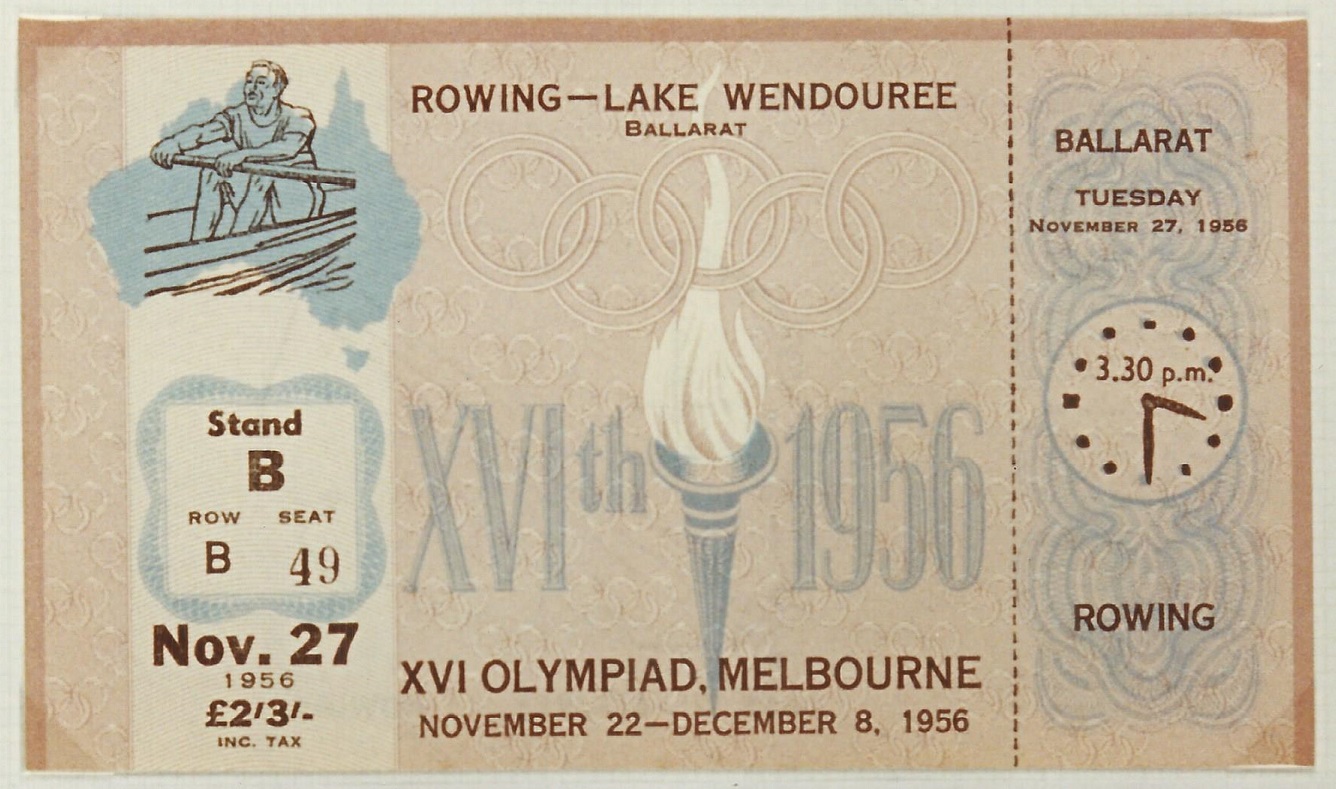 ROWING—LAKE WENDOUREE
BALLARAT
Stand
B
ROW SEAT
B 49
Nov. 27
1956
£2/3/-
INC. TAX
XVIth 1956
XVI OLYMPIAD, MELBOURNE
NOVEMBER 22—DECEMBER 8, 1956
BALLARAT
TUESDAY
NOVEMBER 27, 1956
3.30 p.m.
ROWING